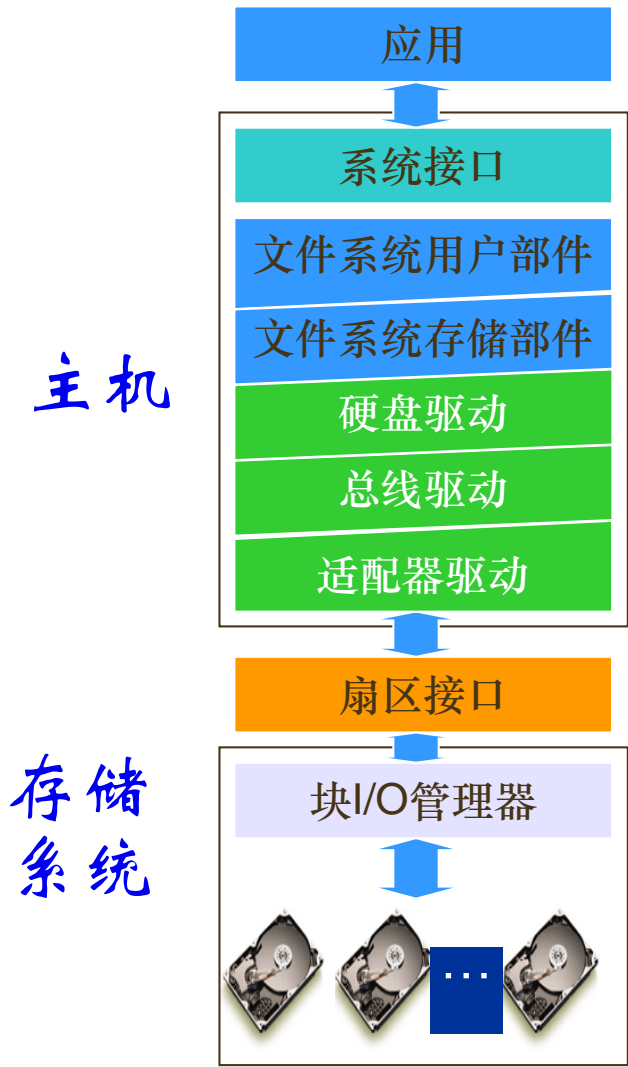 应用
系统接口
文件系统用户部件
文件系统存储部件
主机
硬盘驱动
总线驱动
适配器驱动
扇区接口
存储
系统
块I/O管理器
...